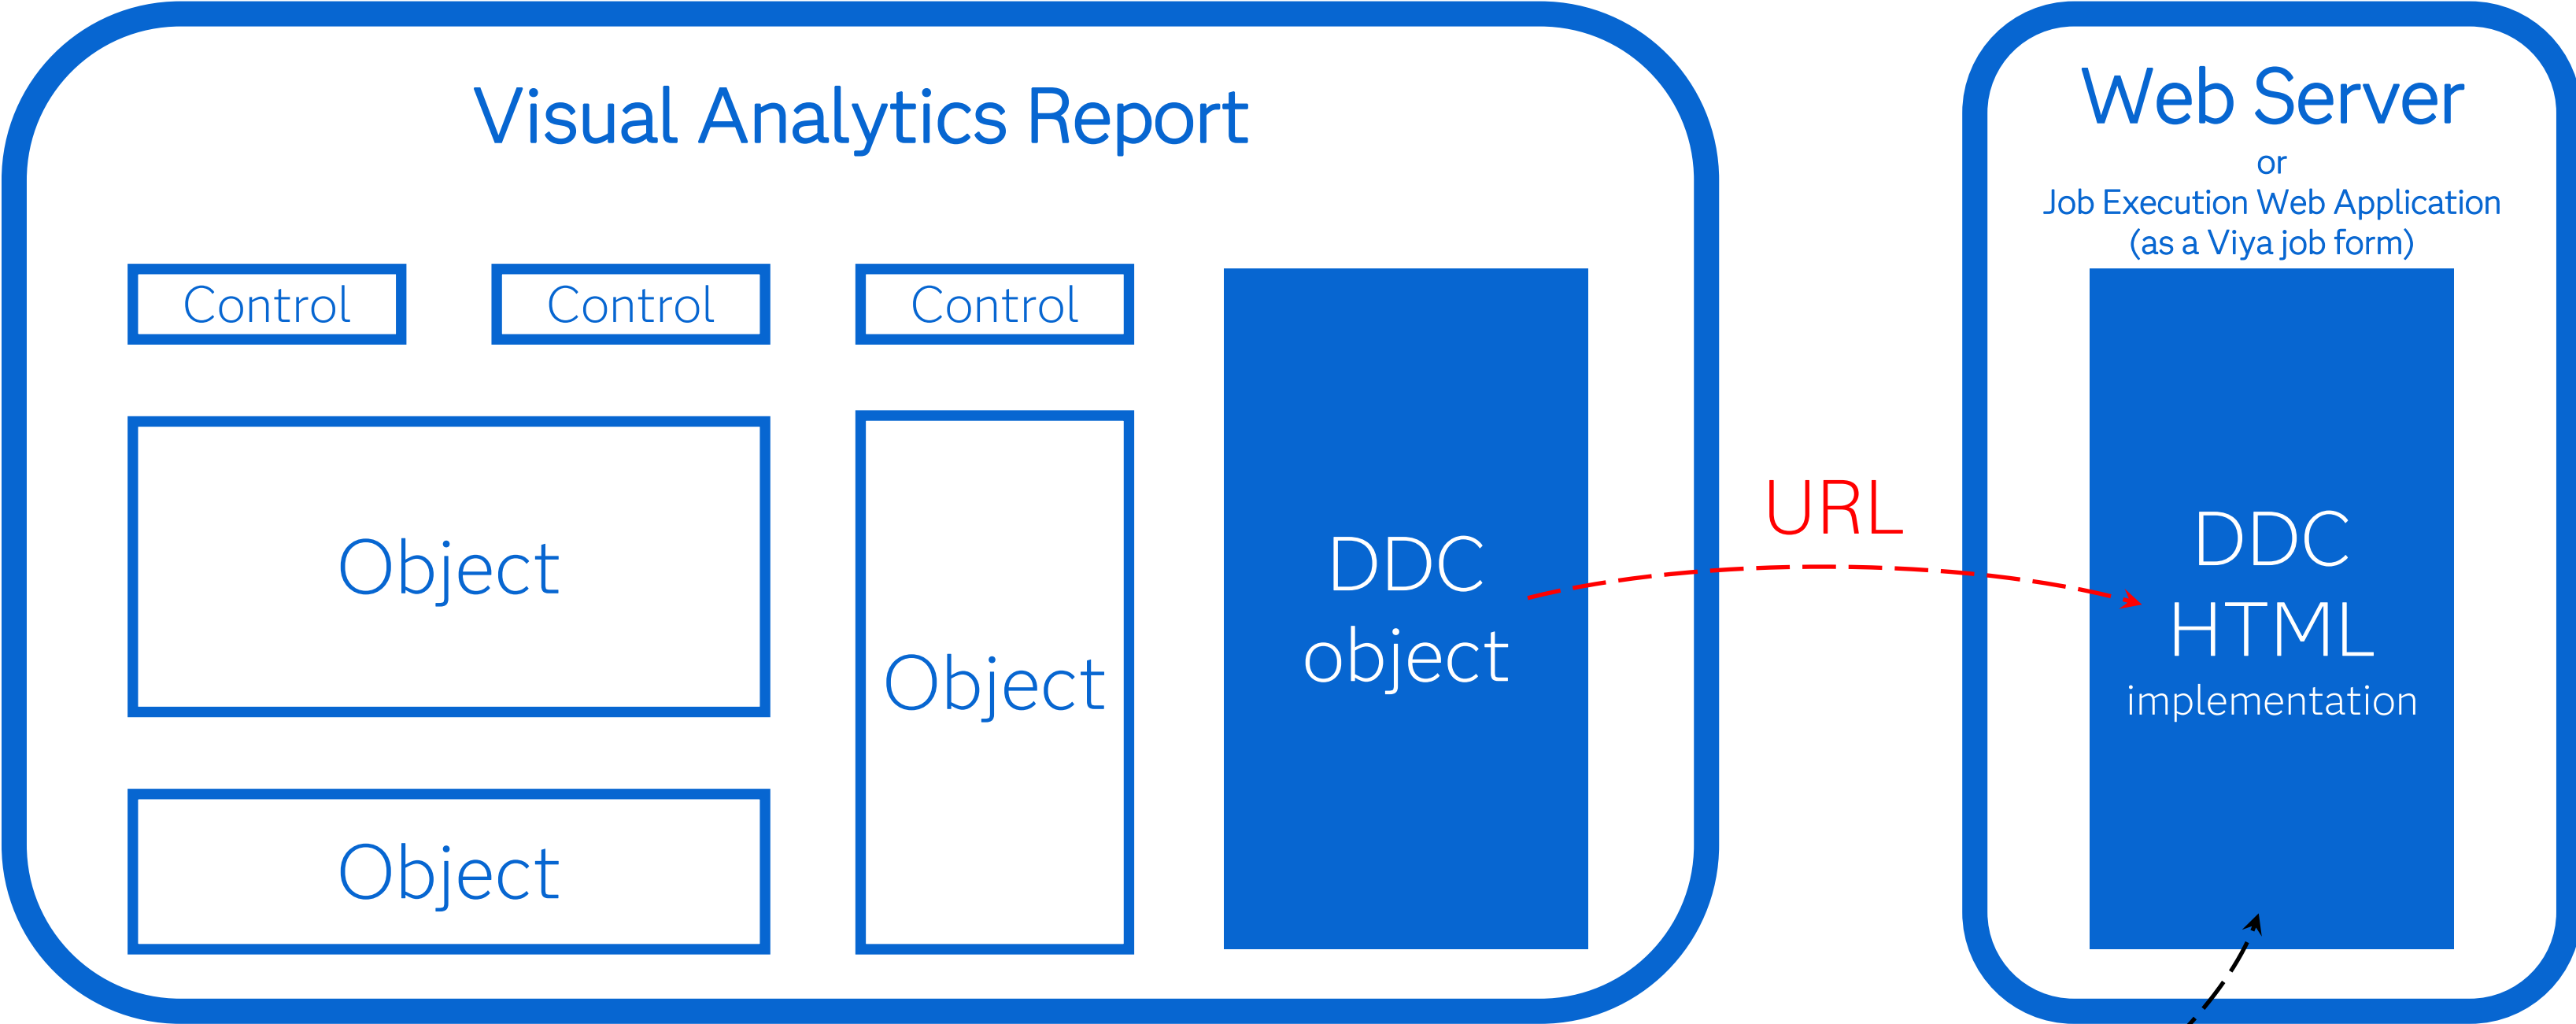 Visual Analytics Report
Control
Control
Control
Object
Object
Object
DDC
object
URL
Web Server
or
Job Execution Web Application
(as a Viya job form)
DDC
HTML
implementation